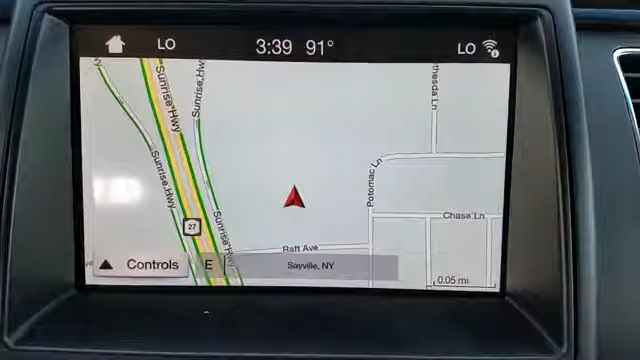 LO
3:39 91°
LO
Sunrise Hwy
Sunrise Hwy
Sunrise Hwy
Sunrise Hwy
thesda Ln
Potomac Ln
Chase Ln
27
Raft Ave
Controls
E
Sayville, NY
0.05 mi